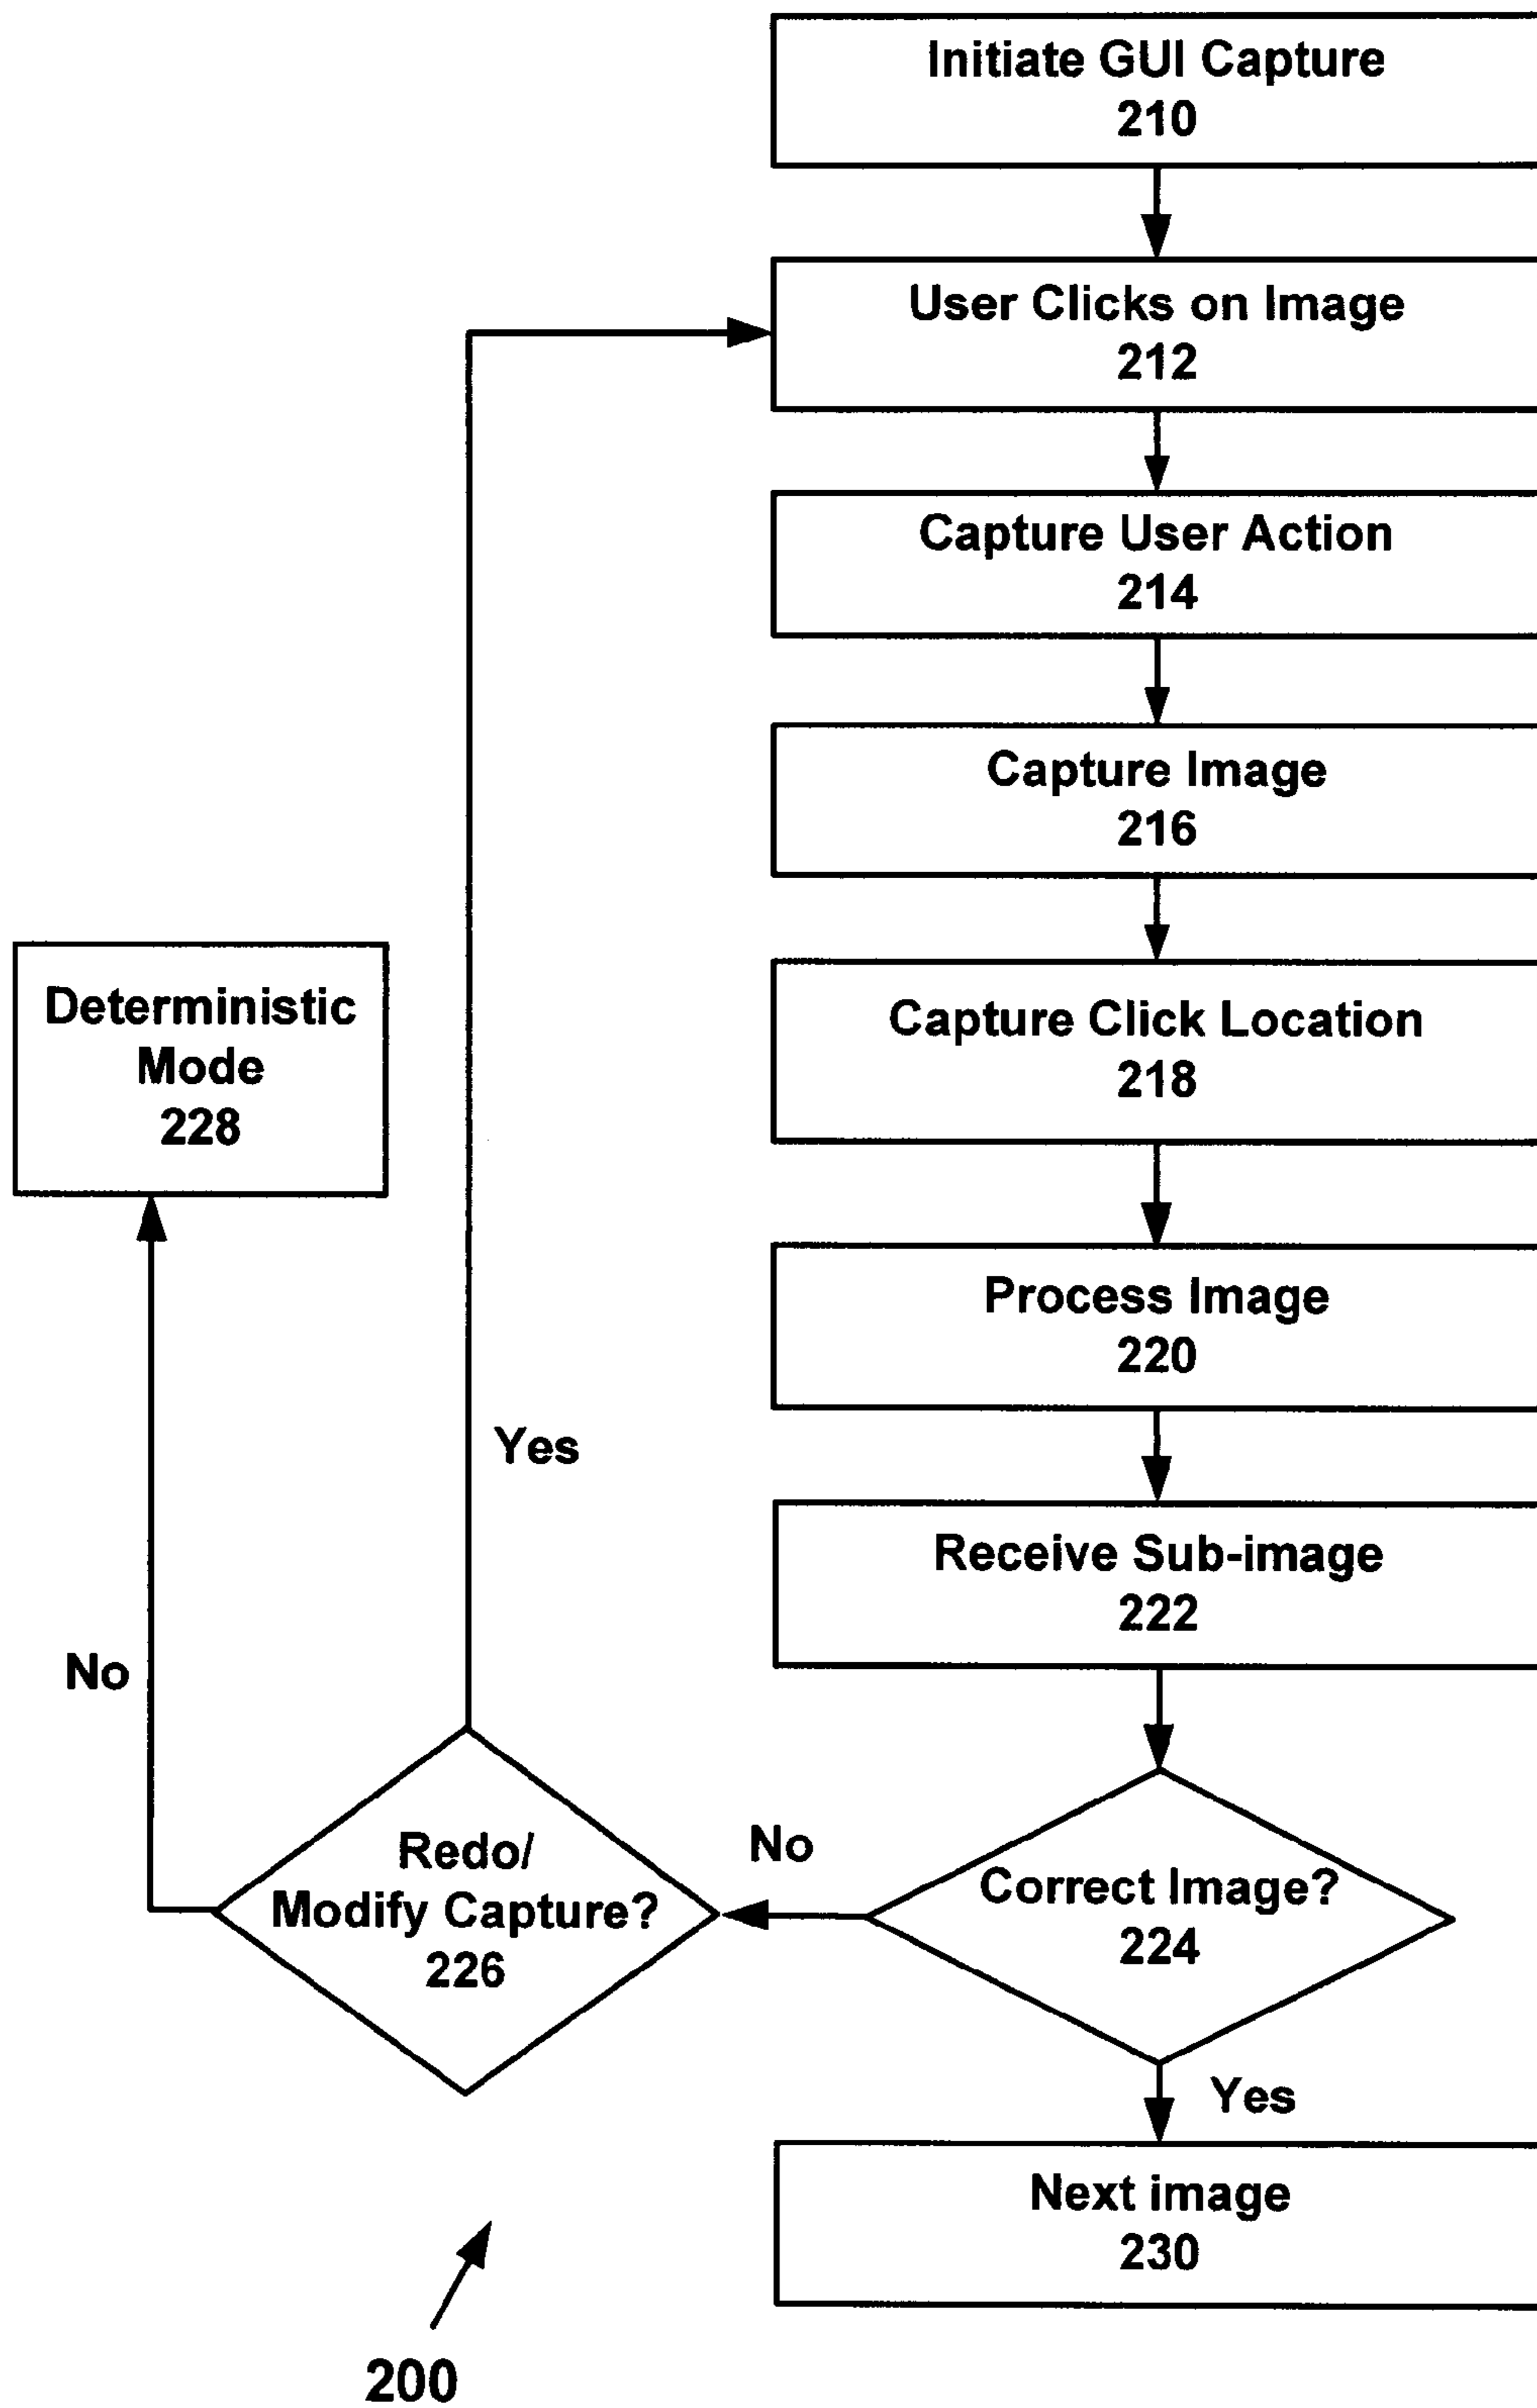 Initiate GUI Capture
210
User Clicks on Image
212
Capture User Action
214
Capture Image
216
Capture Click Location
218
Deterministic
Mode
228
Process Image
220
Yes
Receive Sub-image
222
No
Redo/
Modify Capture?
226
No
Correct Image?
224
Yes
Next image
230
200